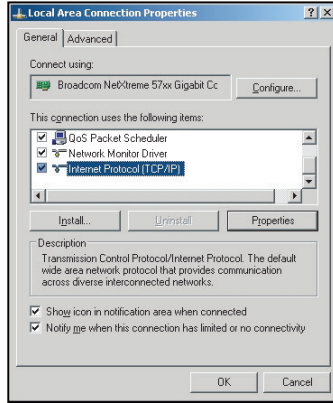 Local Area Connection Properties
General Advanced
Connect using:
Broadcom NetXtreme 57xx Gigabit Cc
Configure...
This connection uses the following items:
QoS Packet Scheduler
Network Monitor Driver
Internet Protocol (TCP/IP)
Install... Uninstall Properties
Description
Transmission Control Protocol/Internet Protocol. The default
wide area network protocol that provides communication
across diverse interconnected networks.
Show icon in notification area when connected
Notify me when this connection has limited or no connectivity
OK Cancel